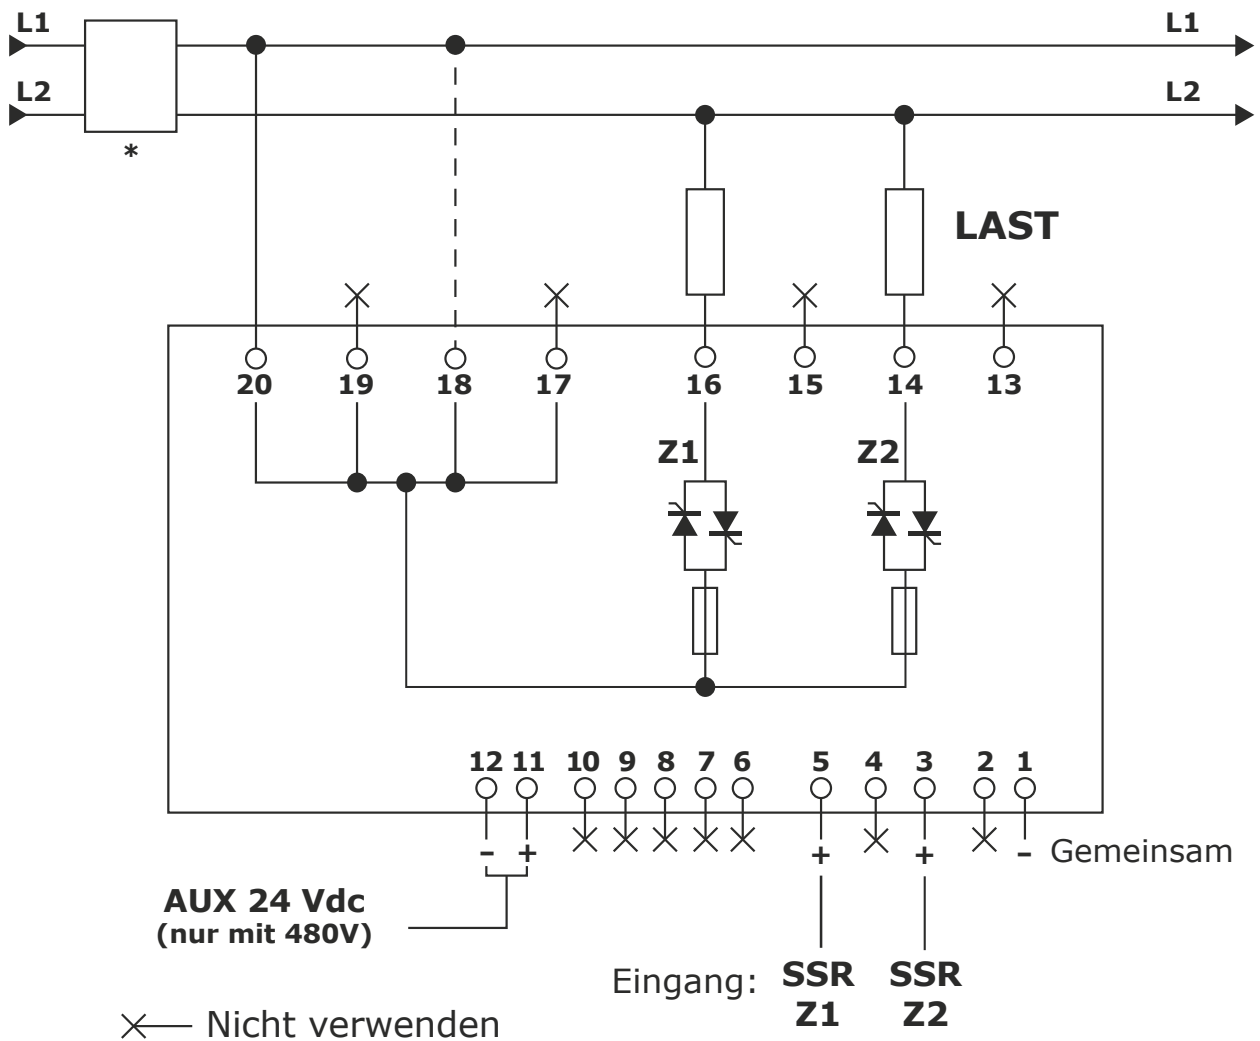 L1 L1
L2 L2
*
LAST
20 19 18 17 16 15 14 13
Z1 Z2
12 11 10 9 8 7 6 5 4 3 2 1
– + + + – Gemeinsam
AUX 24 Vdc
(nur mit 480V)
Eingang: SSR SSR
Z1 Z2
Nicht verwenden